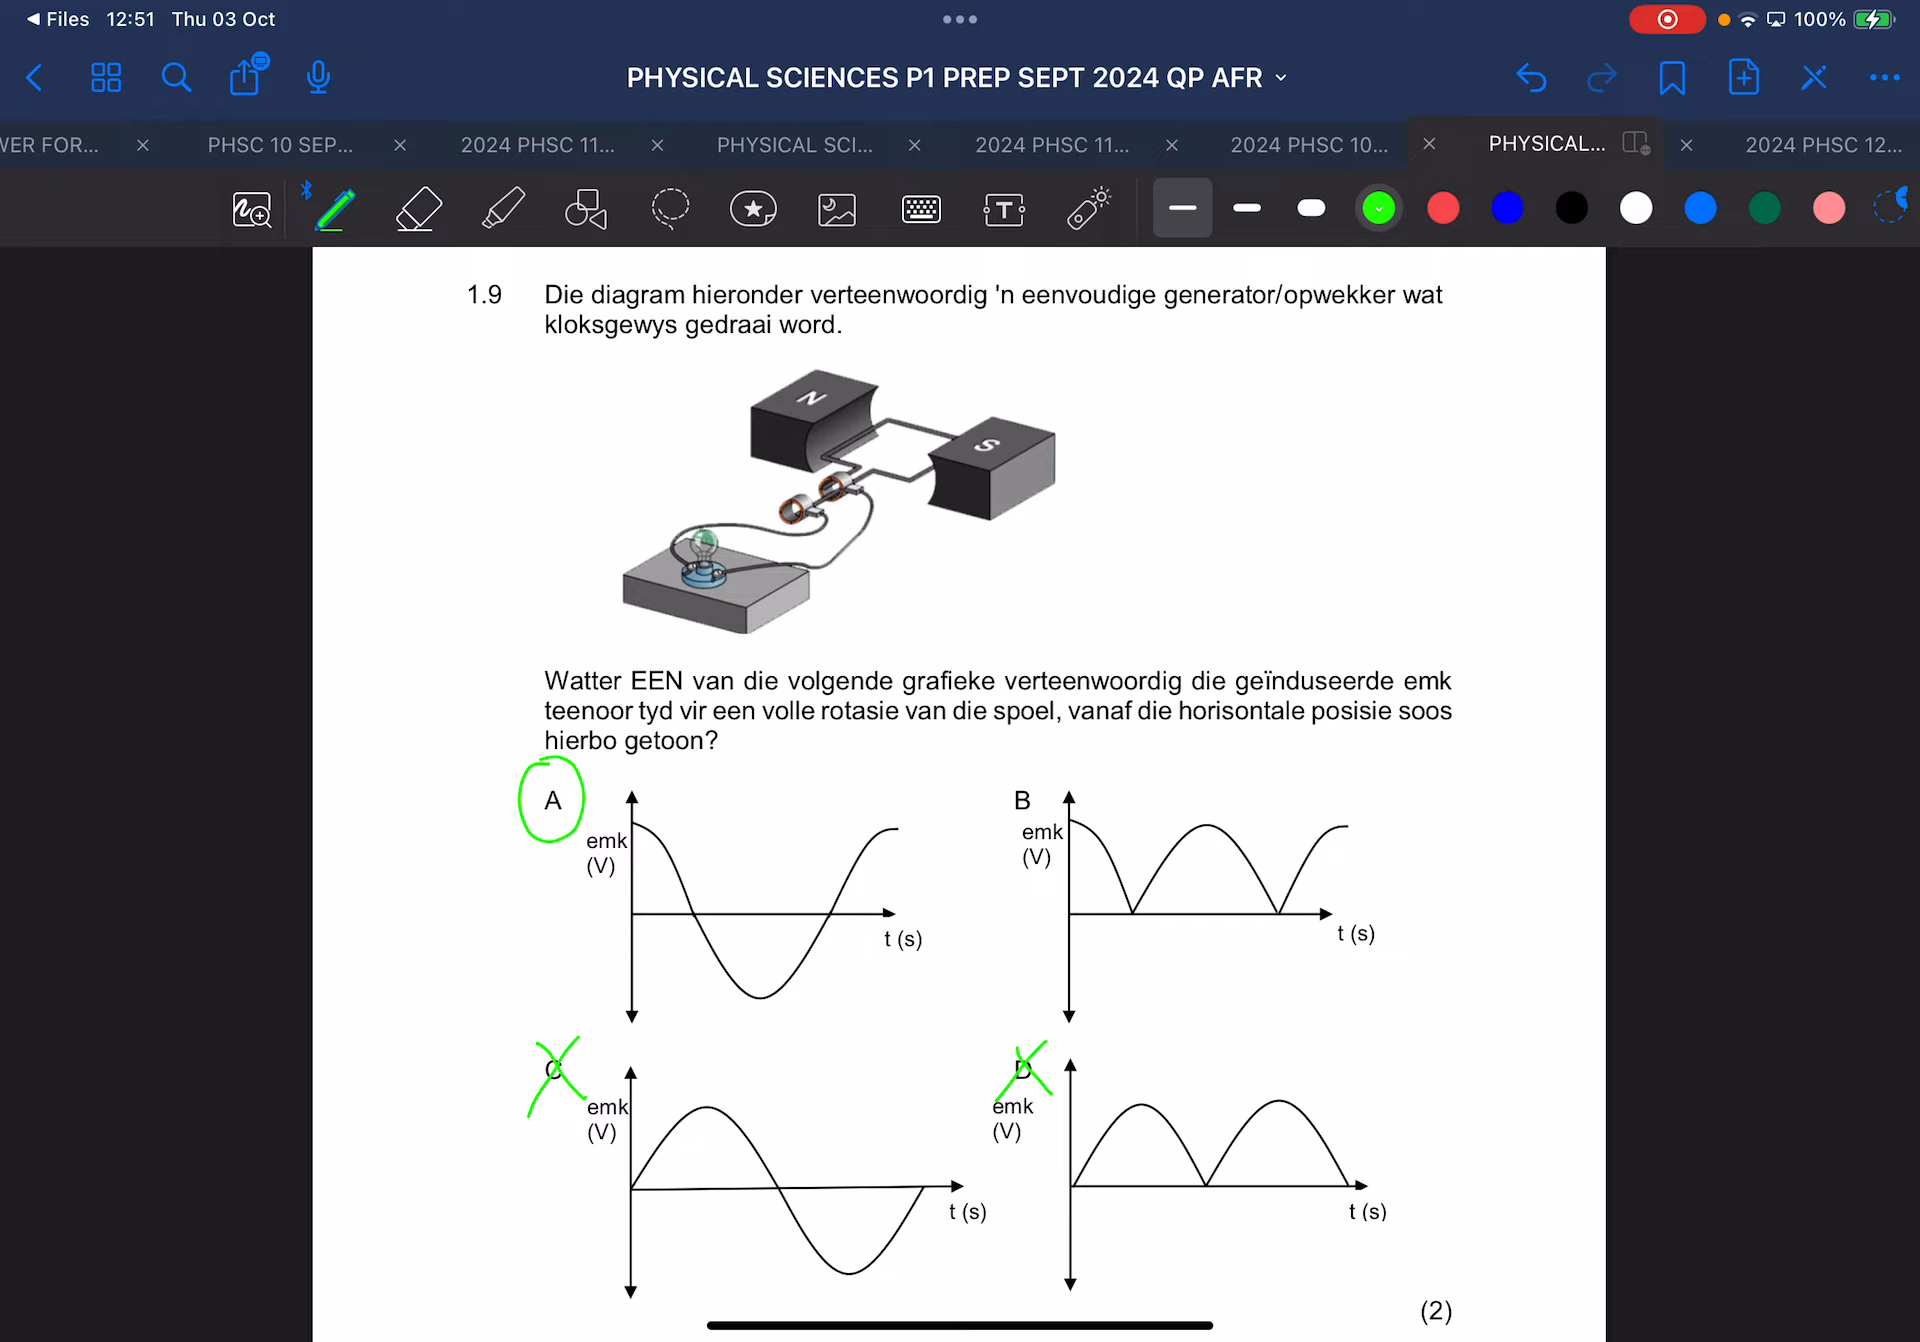 Files 12:51 Thu 03 Oct
100%
PHYSICAL SCIENCES P1 PREP SEPT 2024 QP AFR
WER FOR... PHSC 10 SEP... 2024 PHSC 11... PHYSICAL SCI... 2024 PHSC 11... 2024 PHSC 10... PHYSICAL... 2024 PHSC 12...
1.9 Die diagram hieronder verteenwoordig 'n eenvoudige generator/opwekker wat
kloksgewys gedraai word.
N
S
Watter EEN van die volgende grafieke verteenwoordig die geïnduseerde emk
teenoor tyd vir een volle rotasie van die spoel, vanaf die horisontale posisie soos
hierbo getoon?
A
emk
(V)
t (s)
B
emk
(V)
t (s)
C
emk
(V)
t (s)
D
emk
(V)
t (s)
(2)